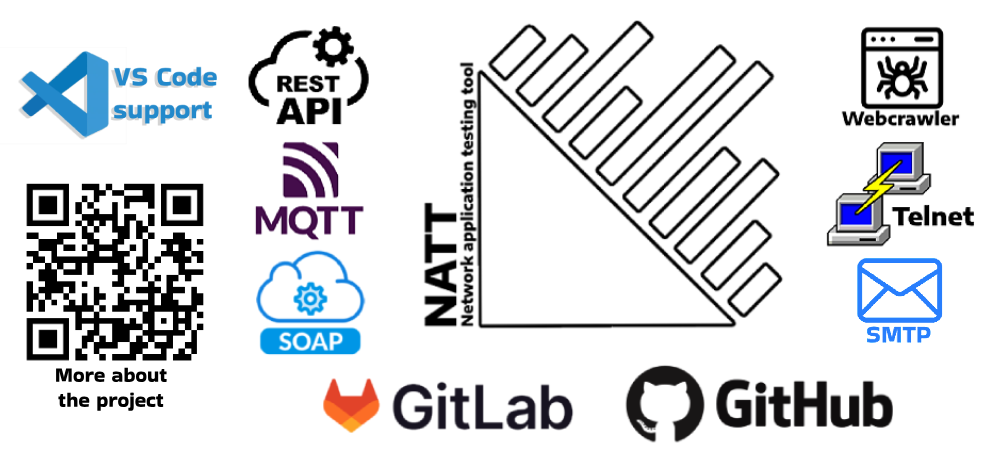 VS Code
support
More about
the project
REST
API
MQTT
SOAP
NATT
Network application testing tool
Webcrawler
Telnet
SMTP
GitLab
GitHub